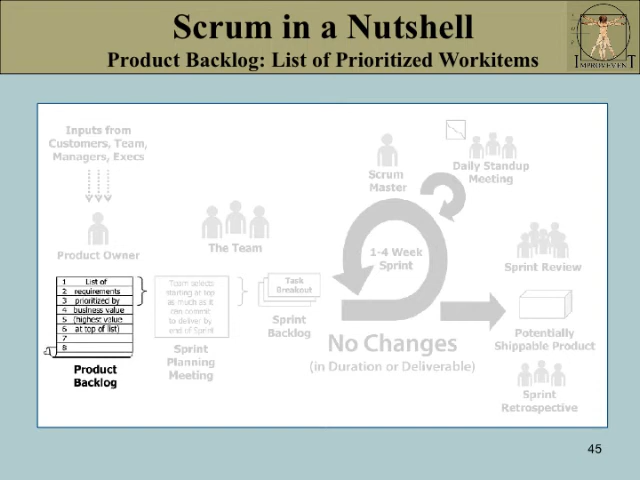 Scrum in a Nutshell
Product Backlog: List of Prioritized Workitems
IMPROVEMENT
Inputs from
Customers, Team,
Managers, Execs
Product Owner
The Team
Scrum
Master
Daily Standup
Meeting
1-4 Week
Sprint
Sprint Review
1 List of
2 requirements
3 prioritized by
4 business value
5 (highest value
6 at top of list)
7
8
Product
Backlog
Team selects
starting at top
as much as it
can commit
to deliver by
end of Sprint
Sprint
Planning
Meeting
Task
Breakout
Sprint
Backlog
No Changes
(in Duration or Deliverable)
Potentially
Shippable Product
Sprint
Retrospective
45